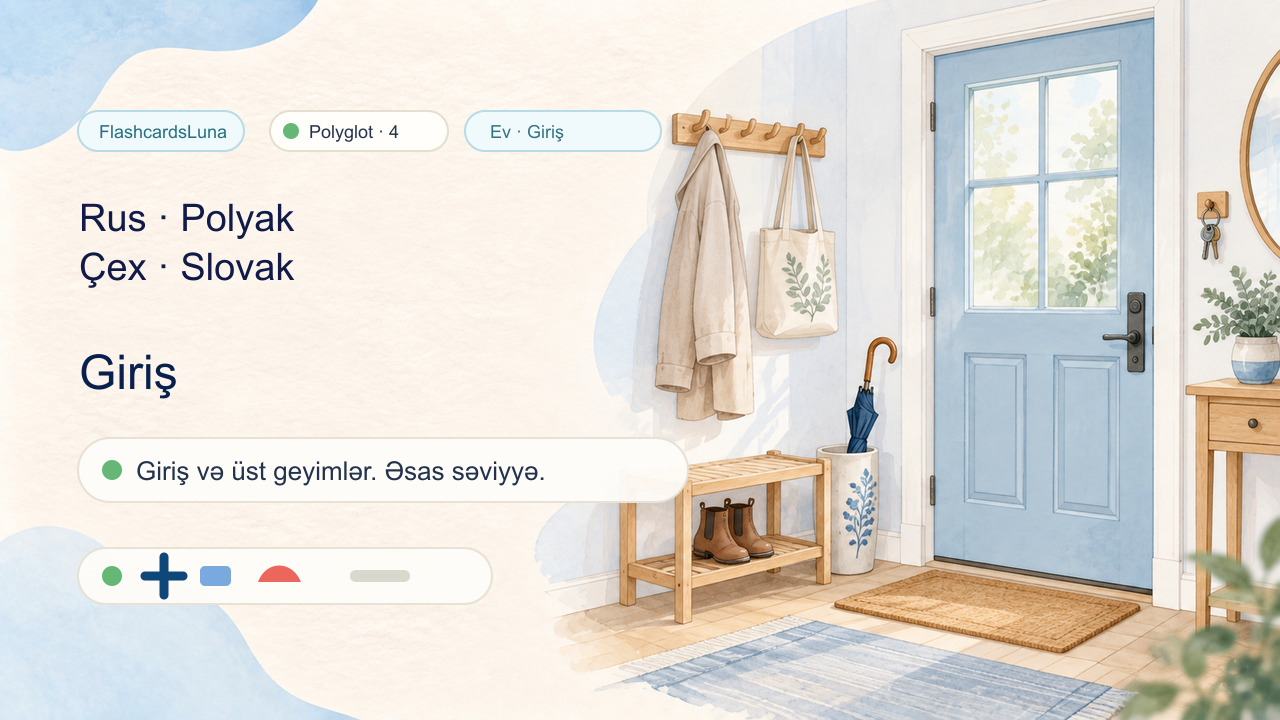 FlashcardsLuna
Polyglot · 4
Ev · Giriş
Rus · Polyak
Çex · Slovak
Giriş
Giriş və üst geyimlər. Əsas səviyyə.